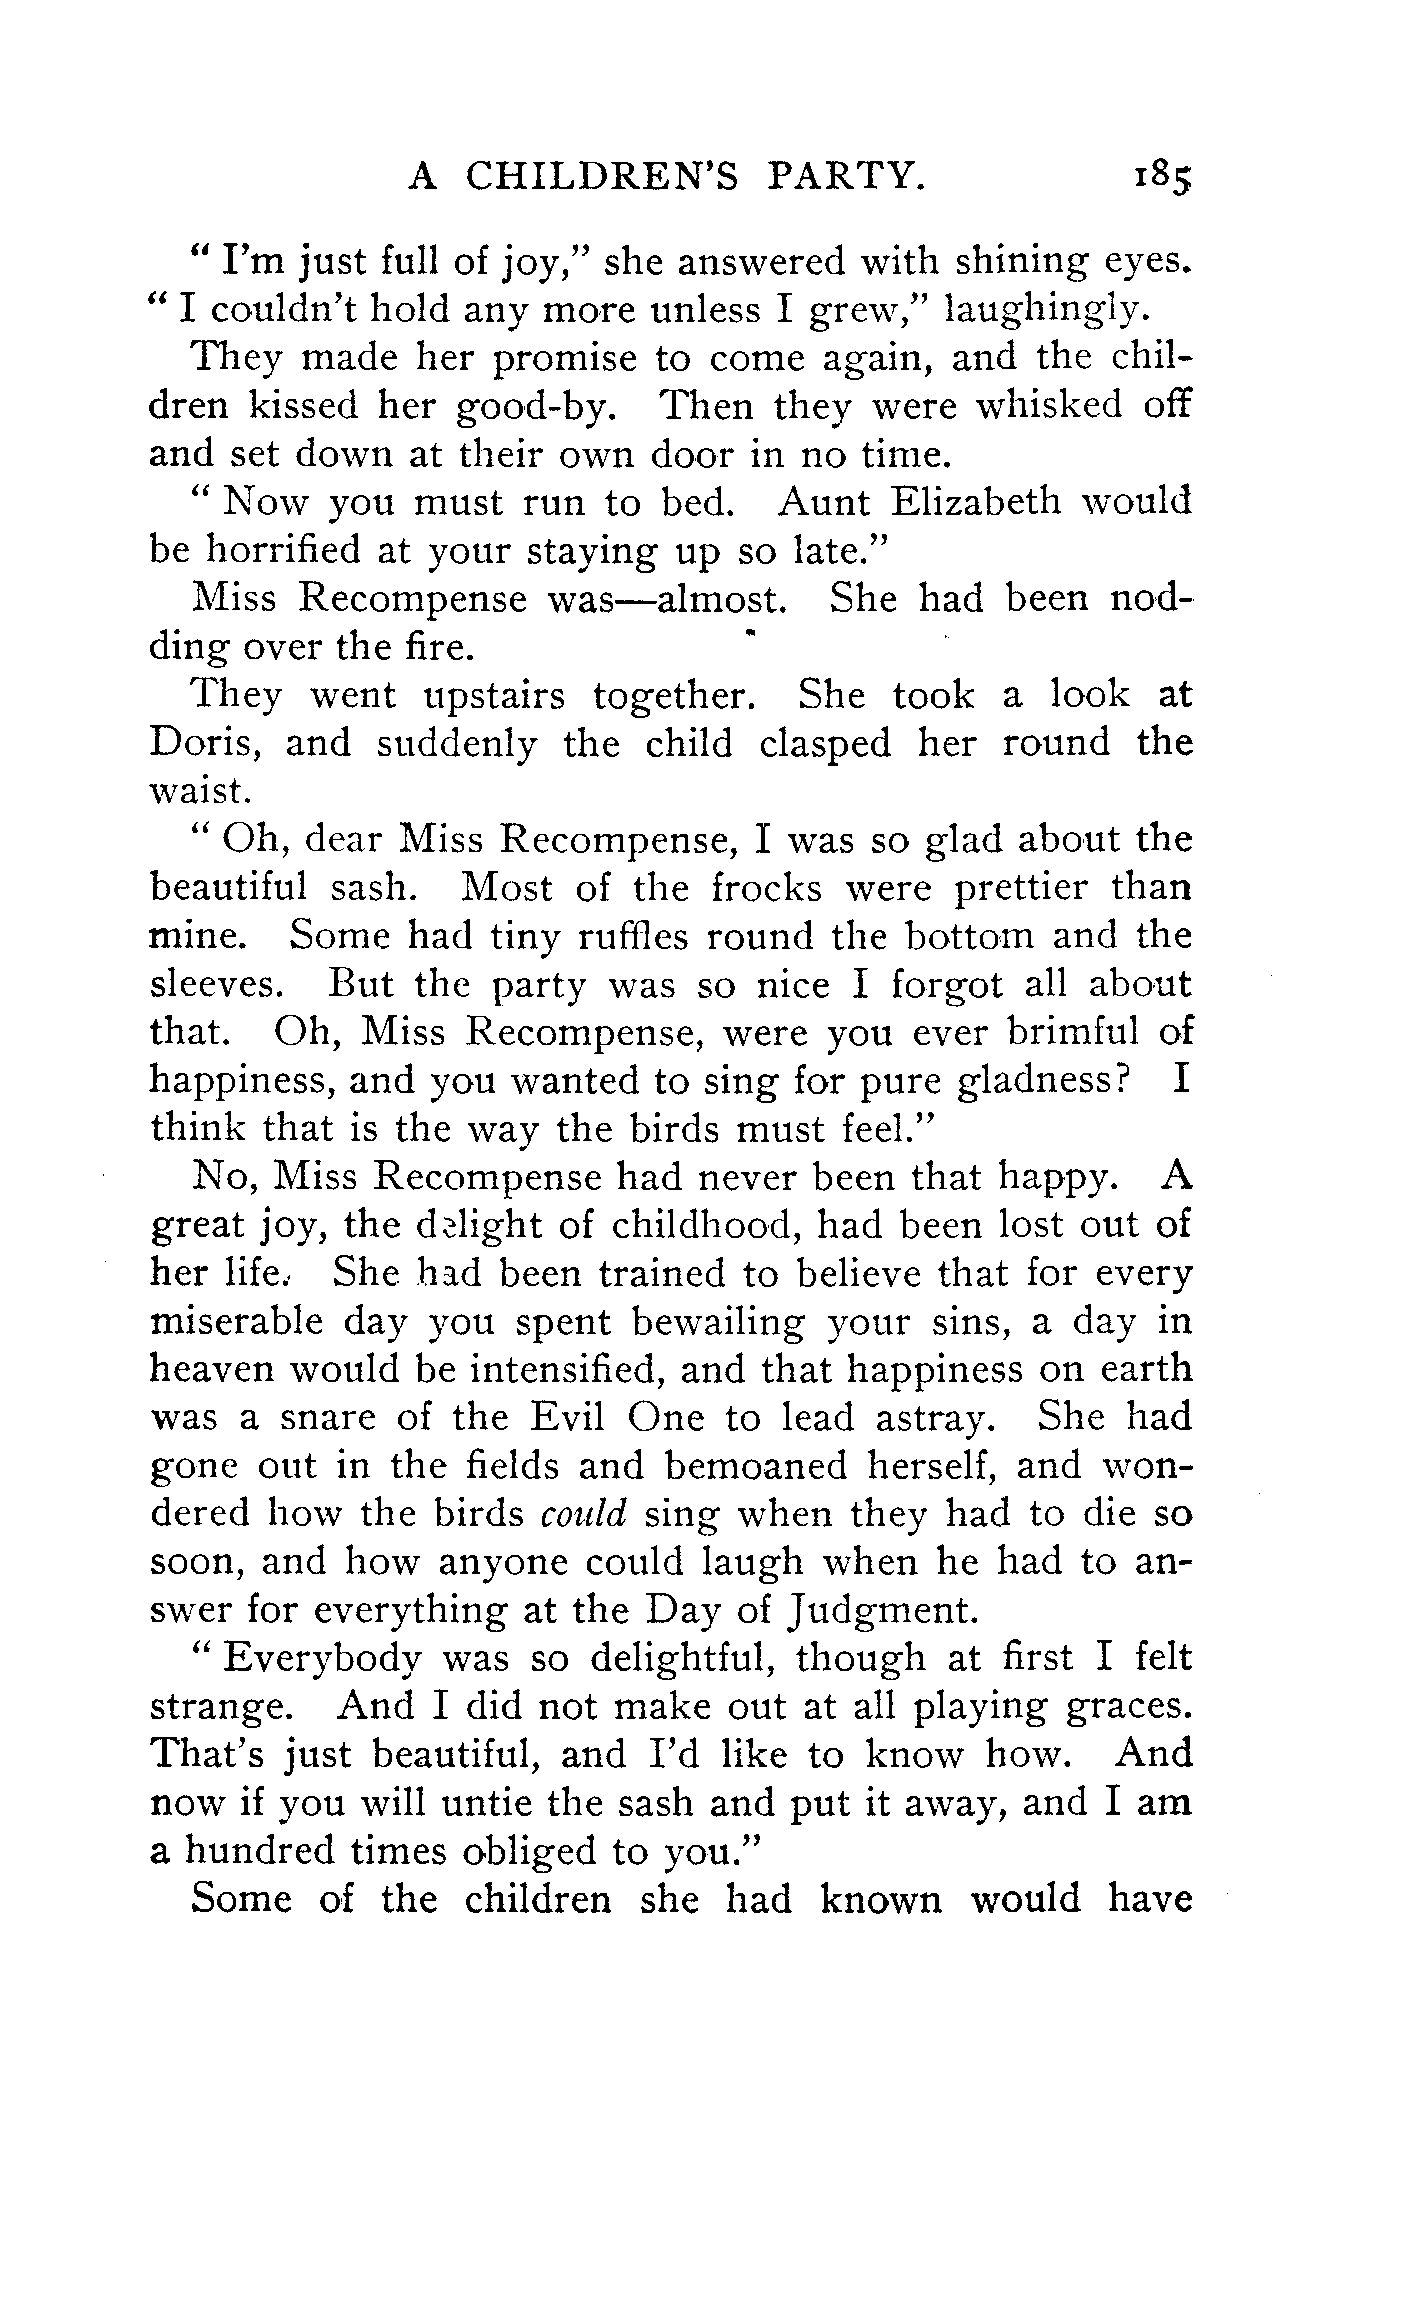 A CHILDREN'S PARTY. 185
" I'm just full of joy," she answered with shining eyes.
" I couldn't hold any more unless I grew," laughingly.
They made her promise to come again, and the chil-
dren kissed her good-by. Then they were whisked off
and set down at their own door in no time.
" Now you must run to bed. Aunt Elizabeth would
be horrified at your staying up so late."
Miss Recompense was—almost. She had been nod-
ding over the fire.
They went upstairs together. She took a look at
Doris, and suddenly the child clasped her round the
waist.
" Oh, dear Miss Recompense, I was so glad about the
beautiful sash. Most of the frocks were prettier than
mine. Some had tiny ruffles round the bottom and the
sleeves. But the party was so nice I forgot all about
that. Oh, Miss Recompense, were you ever brimful of
happiness, and you wanted to sing for pure gladness? I
think that is the way the birds must feel."
No, Miss Recompense had never been that happy. A
great joy, the delight of childhood, had been lost out of
her life. She had been trained to believe that for every
miserable day you spent bewailing your sins, a day in
heaven would be intensified, and that happiness on earth
was a snare of the Evil One to lead astray. She had
gone out in the fields and bemoaned herself, and won-
dered how the birds could sing when they had to die so
soon, and how anyone could laugh when he had to an-
swer for everything at the Day of Judgment.
" Everybody was so delightful, though at first I felt
strange. And I did not make out at all playing graces.
That's just beautiful, and I'd like to know how. And
now if you will untie the sash and put it away, and I am
a hundred times obliged to you."
Some of the children she had known would have